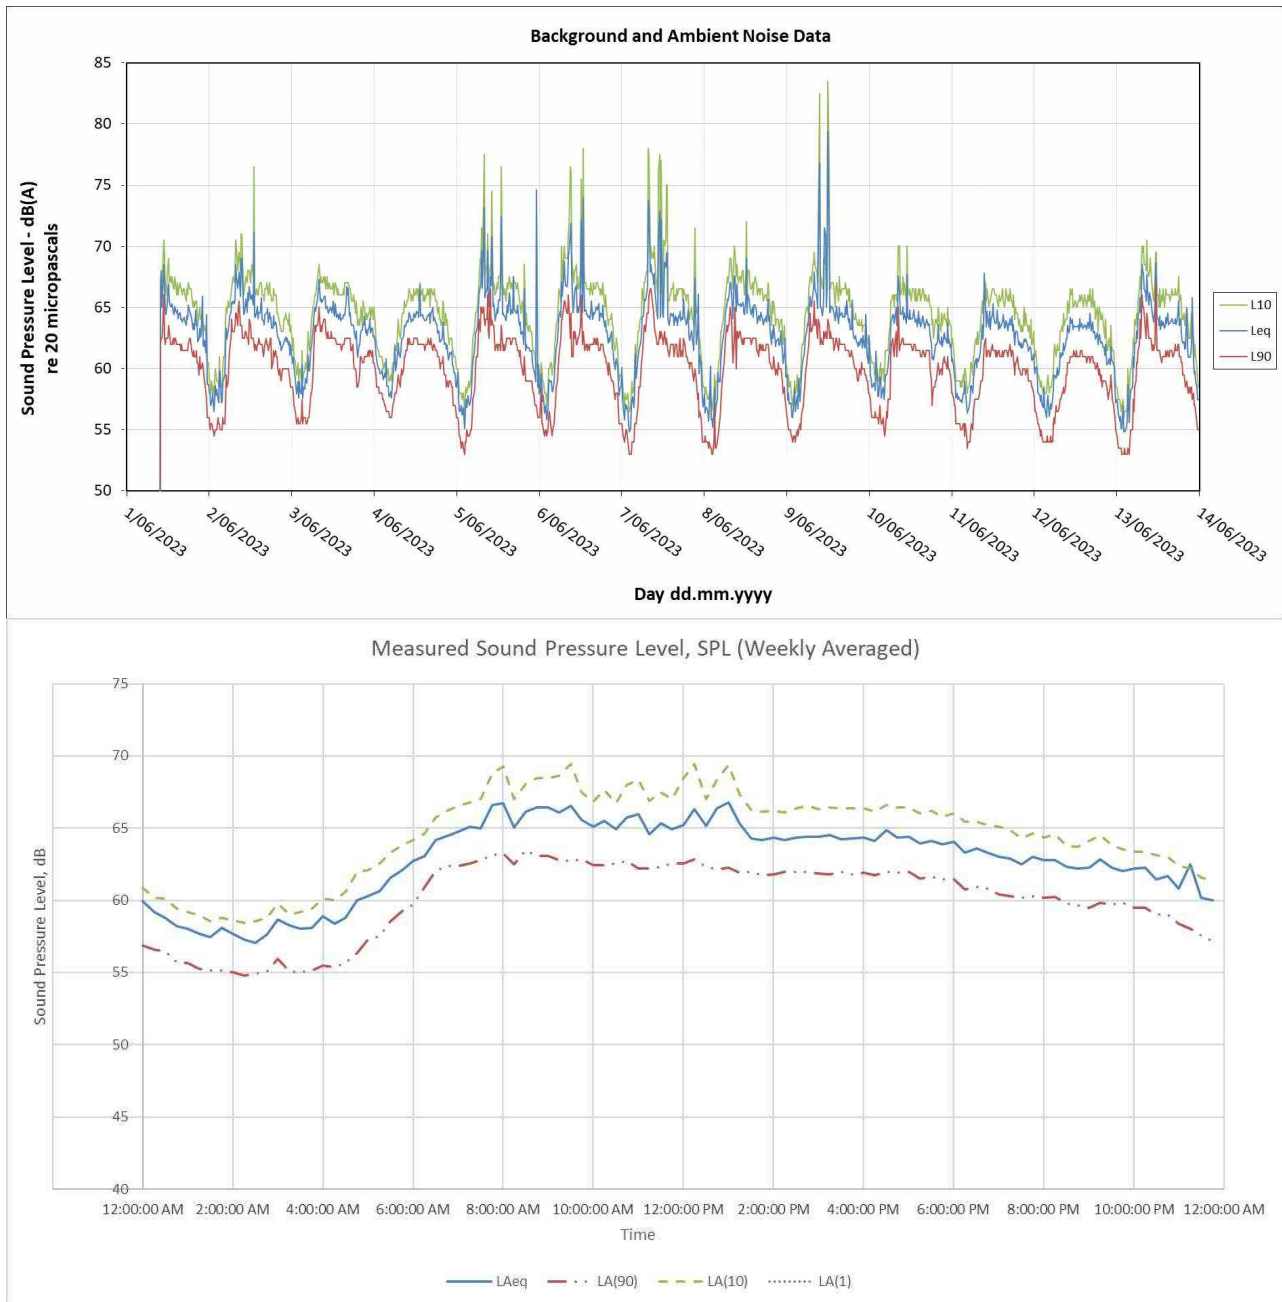 Background and Ambient Noise Data
Sound Pressure Level - dB(A)
re 20 micropascals
85
80
75
70
65
60
55
50
1/06/2023
2/06/2023
3/06/2023
4/06/2023
5/06/2023
6/06/2023
7/06/2023
8/06/2023
9/06/2023
10/06/2023
11/06/2023
12/06/2023
13/06/2023
14/06/2023
Day dd.mm.yyyy
L10
Leq
L90
Measured Sound Pressure Level, SPL (Weekly Averaged)
Sound Pressure Level, dB
75
70
65
60
55
50
45
40
12:00:00 AM 2:00:00 AM 4:00:00 AM 6:00:00 AM 8:00:00 AM 10:00:00 AM 12:00:00 PM 2:00:00 PM 4:00:00 PM 6:00:00 PM 8:00:00 PM 10:00:00 PM 12:00:00 AM
Time
LAeq LA(90) LA(10) LA(1)